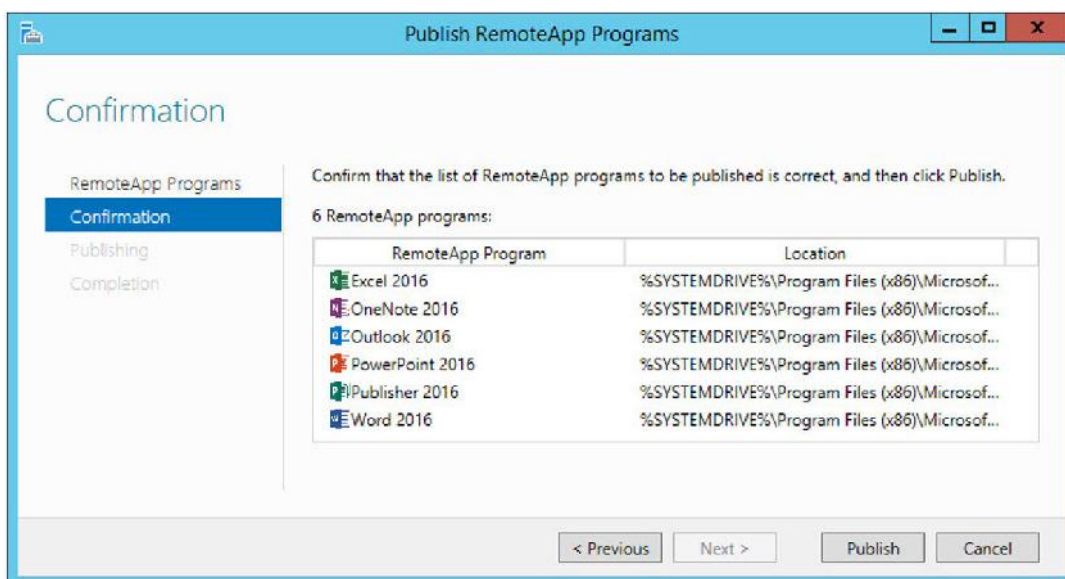 Publish RemoteApp Programs
Confirmation
RemoteApp Programs
Confirmation
Publishing
Completion
Confirm that the list of RemoteApp programs to be published is correct, and then click Publish.
6 RemoteApp programs:
RemoteApp Program Location
Excel 2016 %SYSTEMDRIVE%\Program Files (x86)\Microsof...
OneNote 2016 %SYSTEMDRIVE%\Program Files (x86)\Microsof...
Outlook 2016 %SYSTEMDRIVE%\Program Files (x86)\Microsof...
PowerPoint 2016 %SYSTEMDRIVE%\Program Files (x86)\Microsof...
Publisher 2016 %SYSTEMDRIVE%\Program Files (x86)\Microsof...
Word 2016 %SYSTEMDRIVE%\Program Files (x86)\Microsof...
< Previous Next > Publish Cancel